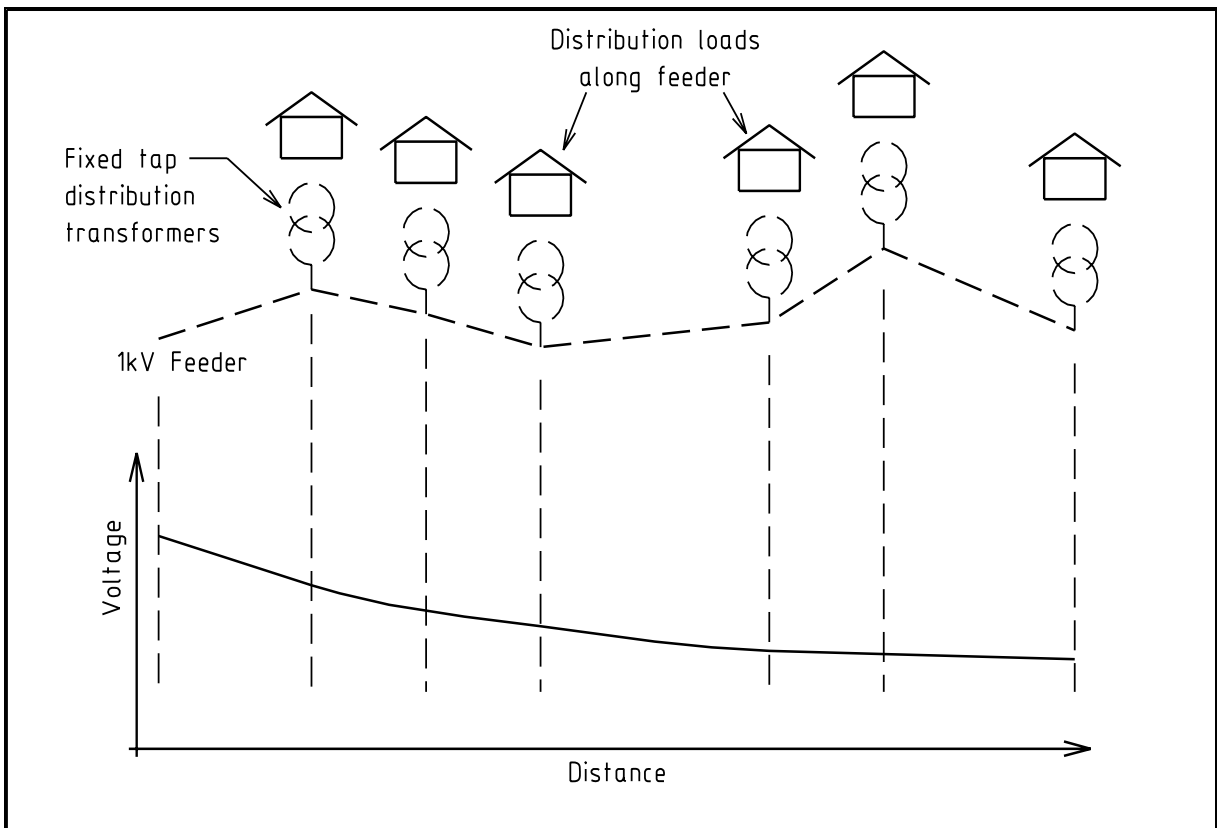 Distribution loads
along feeder
Fixed tap
distribution
transformers
1kV Feeder
Voltage
Distance